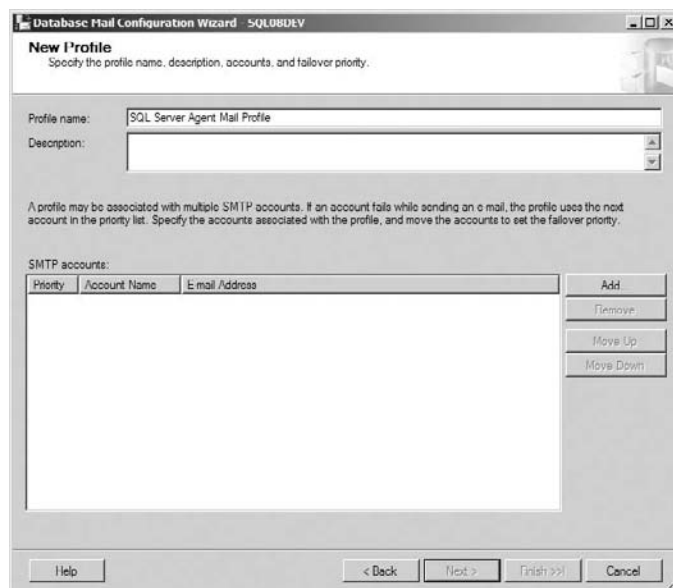 Database Mail Configuration Wizard - SQL08DEV
New Profile
Specify the profile name, description, accounts, and failover priority.
Profile name:
SQL Server Agent Mail Profile
Description:
A profile may be associated with multiple SMTP accounts. If an account fails while sending an e-mail, the profile uses the next
account in the priority list. Specify the accounts associated with the profile, and move the accounts to set the failover priority.
SMTP accounts:
Priority Account Name E-mail Address
Add...
Remove
Move Up
Move Down
Help
< Back
Next >
Finish >>|
Cancel